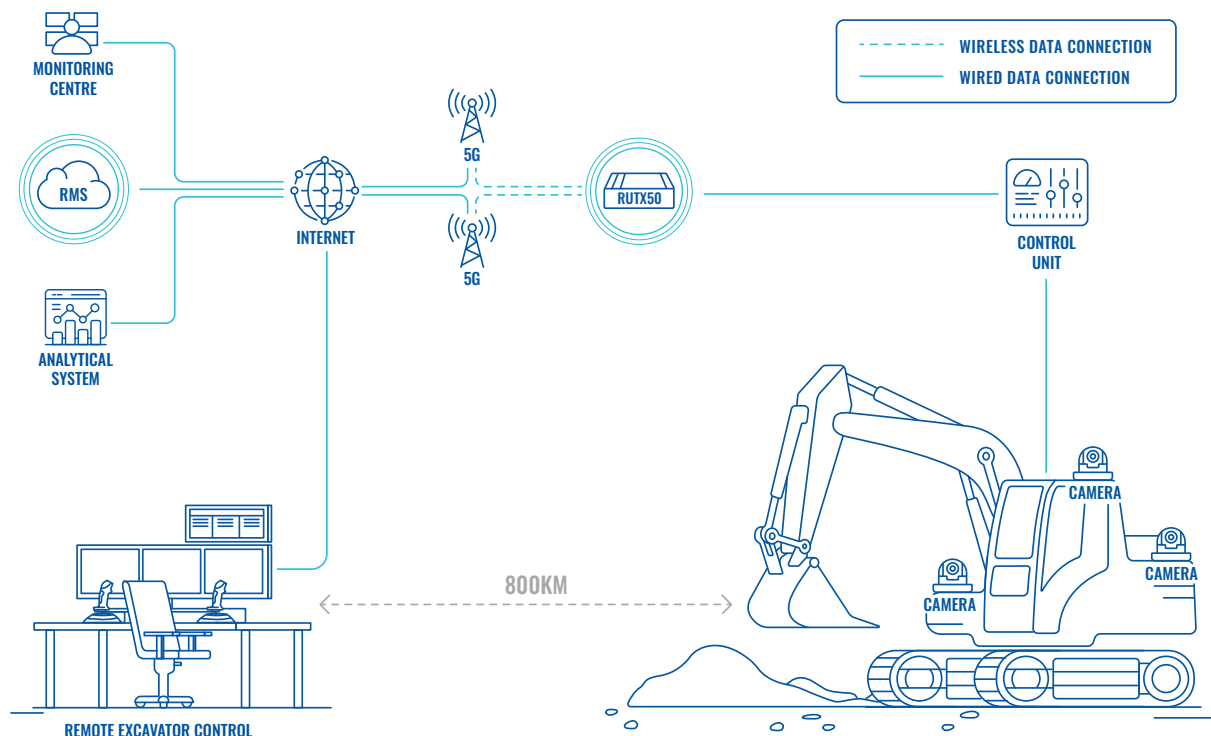 MONITORING
CENTRE
WIRELESS DATA CONNECTION
WIRED DATA CONNECTION
5G
RMS
RUTX50
INTERNET
CONTROL
UNIT
5G
ANALYTICAL
SYSTEM
CAMERA
CAMERA
CAMERA
800KM
REMOTE EXCAVATOR CONTROL